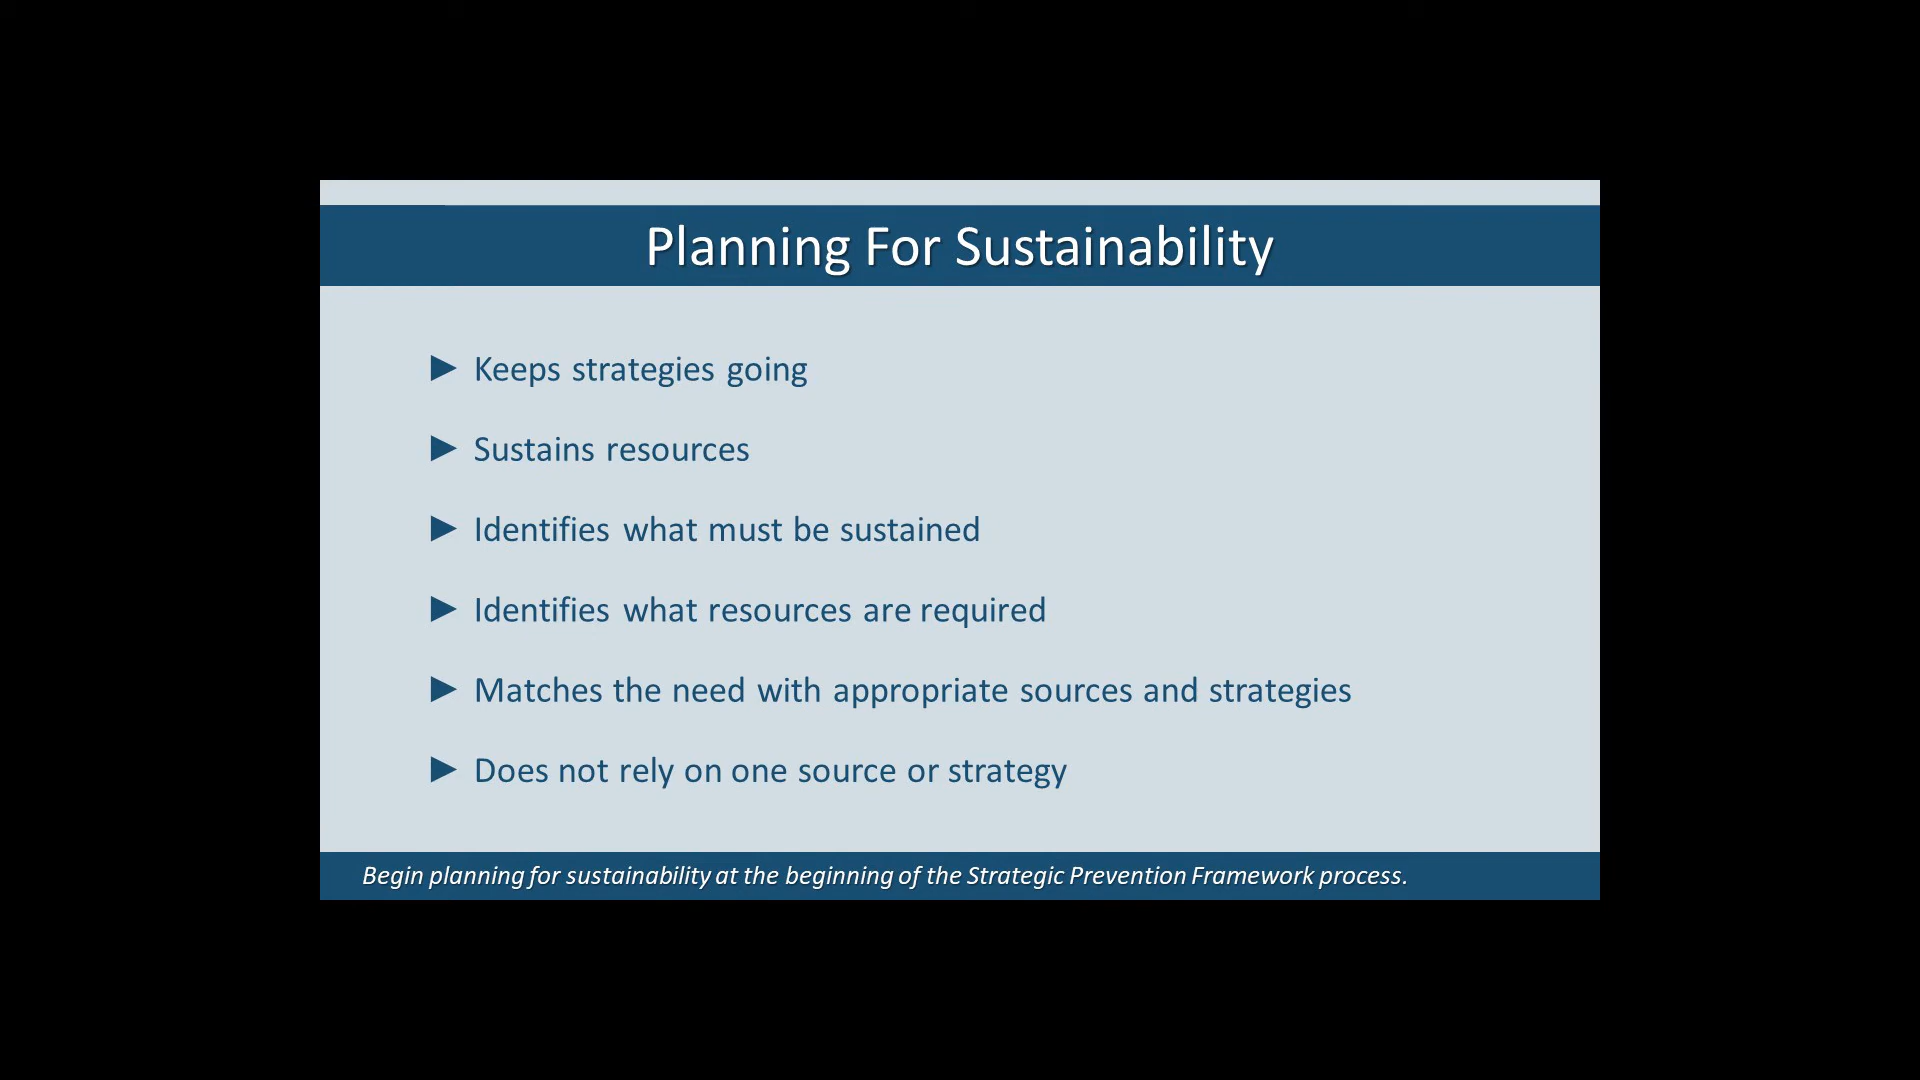 Planning For Sustainability
► Keeps strategies going
► Sustains resources
► Identifies what must be sustained
► Identifies what resources are required
► Matches the need with appropriate sources and strategies
► Does not rely on one source or strategy
Begin planning for sustainability at the beginning of the Strategic Prevention Framework process.